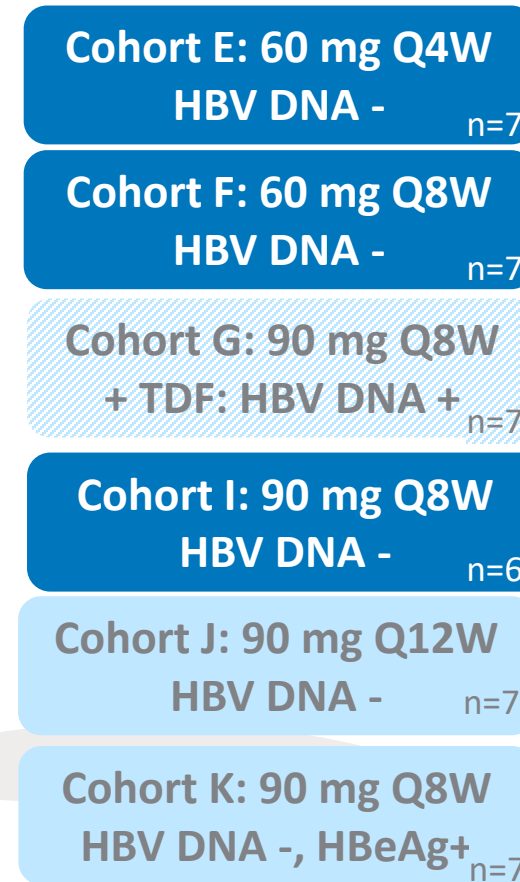 Cohort E: 60 mg Q4W
HBV DNA -
n=7
Cohort F: 60 mg Q8W
HBV DNA -
n=7
Cohort G: 90 mg Q8W
+ TDF: HBV DNA +
n=7
Cohort I: 90 mg Q8W
HBV DNA -
n=6
Cohort J: 90 mg Q12W
HBV DNA -
n=7
Cohort K: 90 mg Q8W
HBV DNA -, HBeAg+
n=7